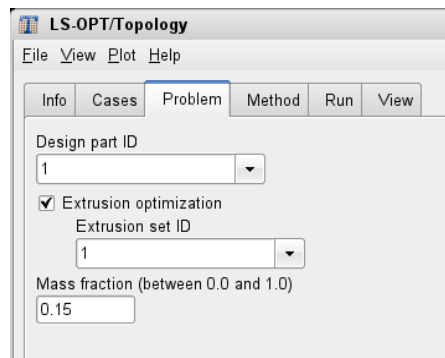 LS-OPT/Topology
File View Plot Help
Info Cases Problem Method Run View
Design part ID
1
Extrusion optimization
Extrusion set ID
1
Mass fraction (between 0.0 and 1.0)
0.15